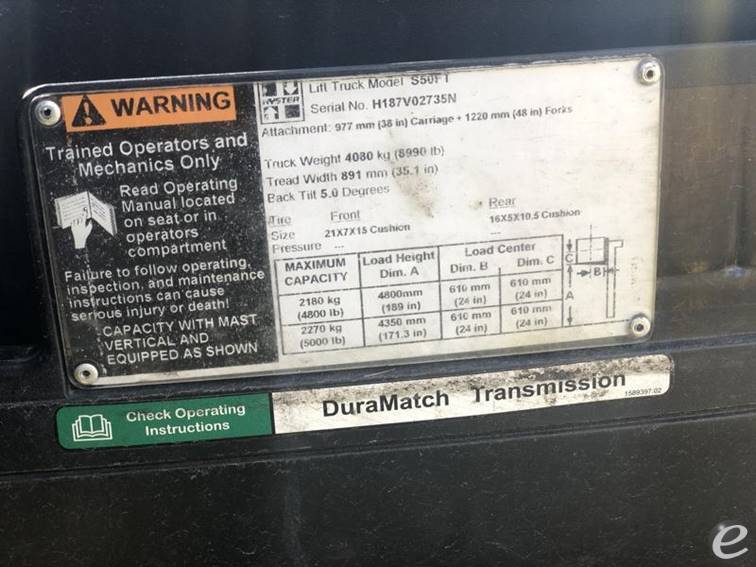 WARNING
Trained Operators and
Mechanics Only
Read Operating
Manual located
on seat or in
operators
compartment
Failure to follow operating,
inspection, and maintenance
instructions can cause
serious injury or death!
CAPACITY WITH MAST
VERTICAL AND
EQUIPPED AS SHOWN
HYSTER
Lift Truck Model S50FT
Serial No. H187V02735N
Attachment: 977 mm (38 in) Carriage + 1220 mm (48 in) Forks
Truck Weight 4080 kg (8990 lb)
Tread Width 891 mm (35.1 in)
Back Tilt 5.0 Degrees
Tire Front Rear
Size 21X7X15 Cushion 16X5X10.5 Cushion
Pressure --- ---
MAXIMUM CAPACITY Load Height Dim. A Load Center Dim. B Dim. C
2180 kg (4800 lb) 4800mm (189 in) 610 mm (24 in) 610 mm (24 in)
2270 kg (5000 lb) 4350 mm (171.3 in) 610 mm (24 in) 610 mm (24 in)
C
B
A
Check Operating
Instructions
DuraMatch Transmission
1589397.02
e